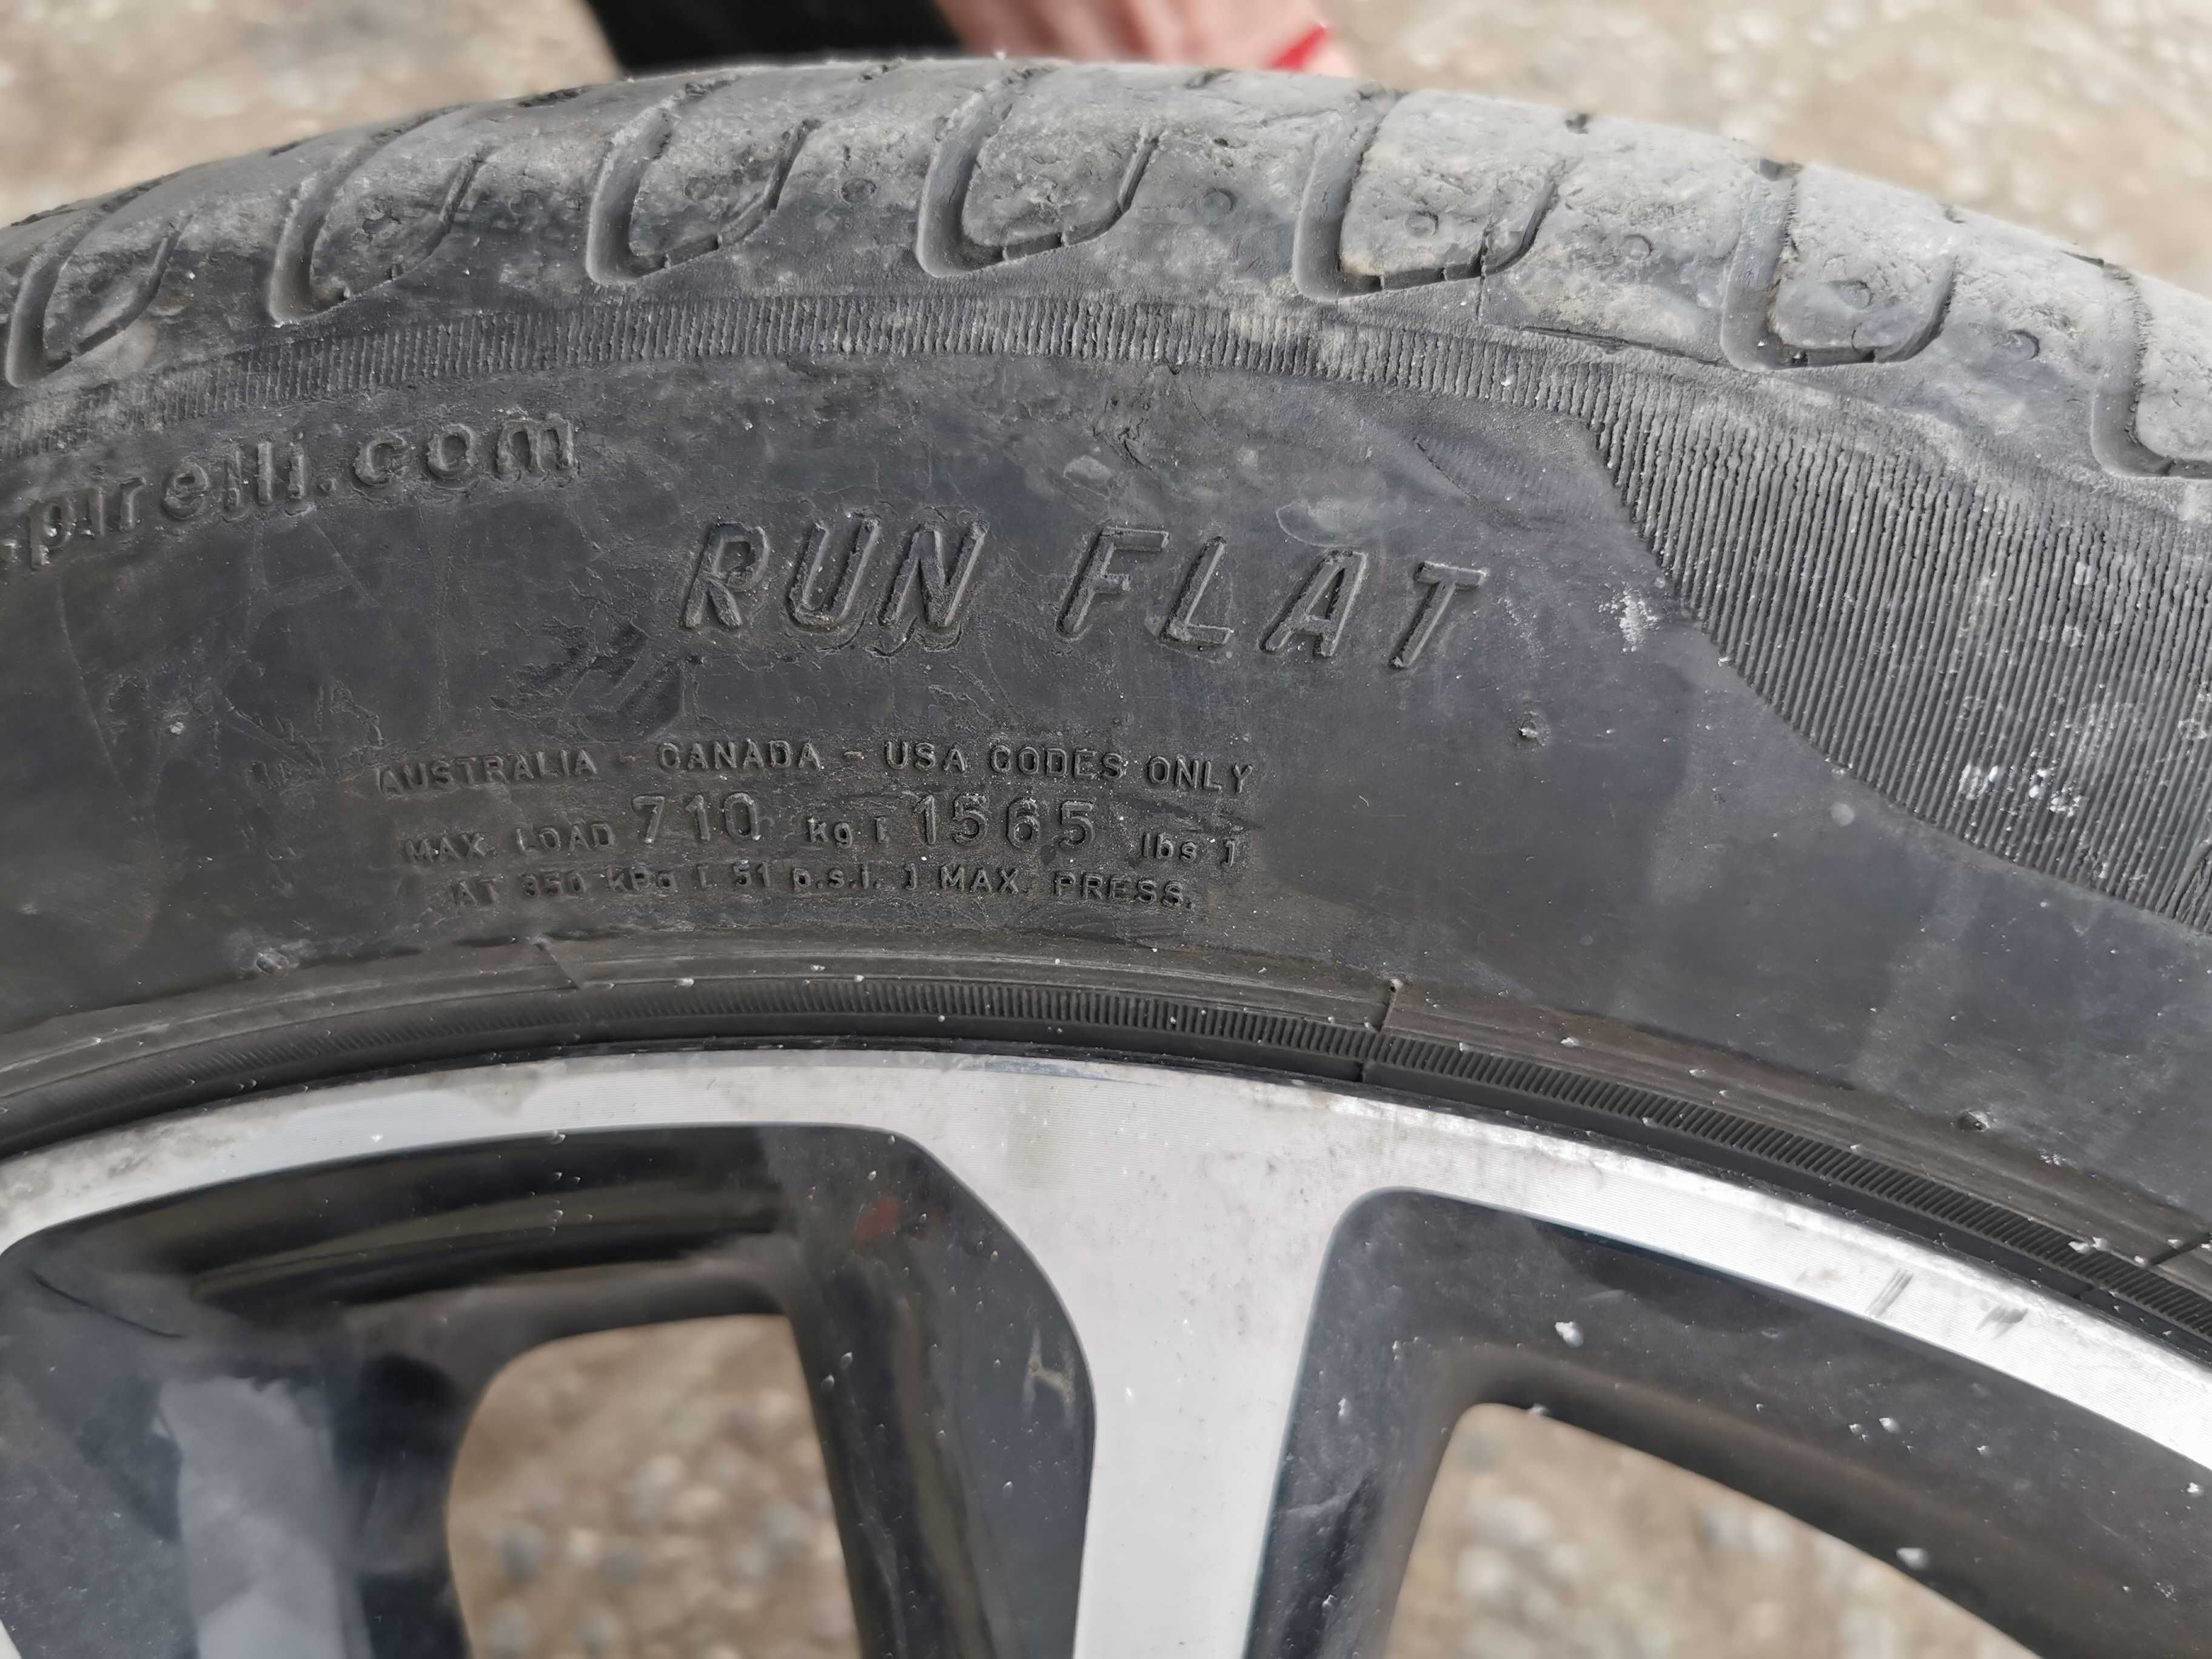 pirelli.com
RUN FLAT
AUSTRALIA - CANADA - USA CODES ONLY
MAX. LOAD 710 kg [ 1565 lbs ]
AT 350 kPa [ 51 p.s.i. ] MAX. PRESS.